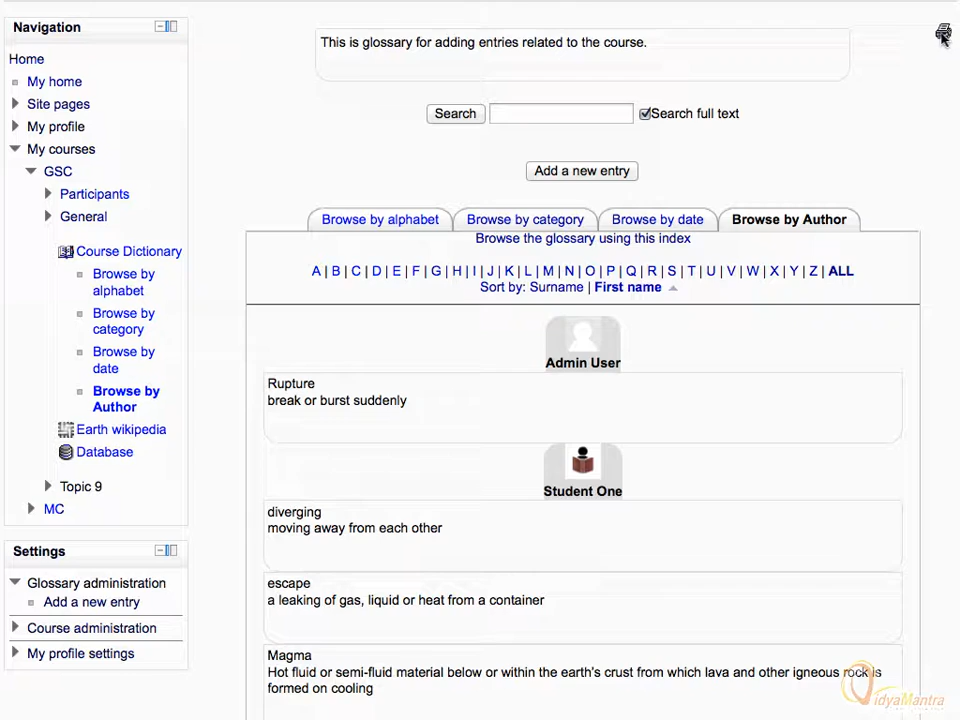 Navigation
Home
My home
Site pages
My profile
My courses
GSC
Participants
General
Course Dictionary
Browse by
alphabet
Browse by
category
Browse by
date
Browse by
Author
Earth wikipedia
Database
Topic 9
MC
Settings
Glossary administration
Add a new entry
Course administration
My profile settings
This is glossary for adding entries related to the course.
Search Search full text
Add a new entry
Browse by alphabet Browse by category Browse by date Browse by Author
Browse the glossary using this index
A | B | C | D | E | F | G | H | I | J | K | L | M | N | O | P | Q | R | S | T | U | V | W | X | Y | Z | ALL
Sort by: Surname | First name
Admin User
Rupture
break or burst suddenly
Student One
diverging
moving away from each other
escape
a leaking of gas, liquid or heat from a container
Magma
Hot fluid or semi-fluid material below or within the earth's crust from which lava and other igneous rock is
formed on cooling
VidyaMantra